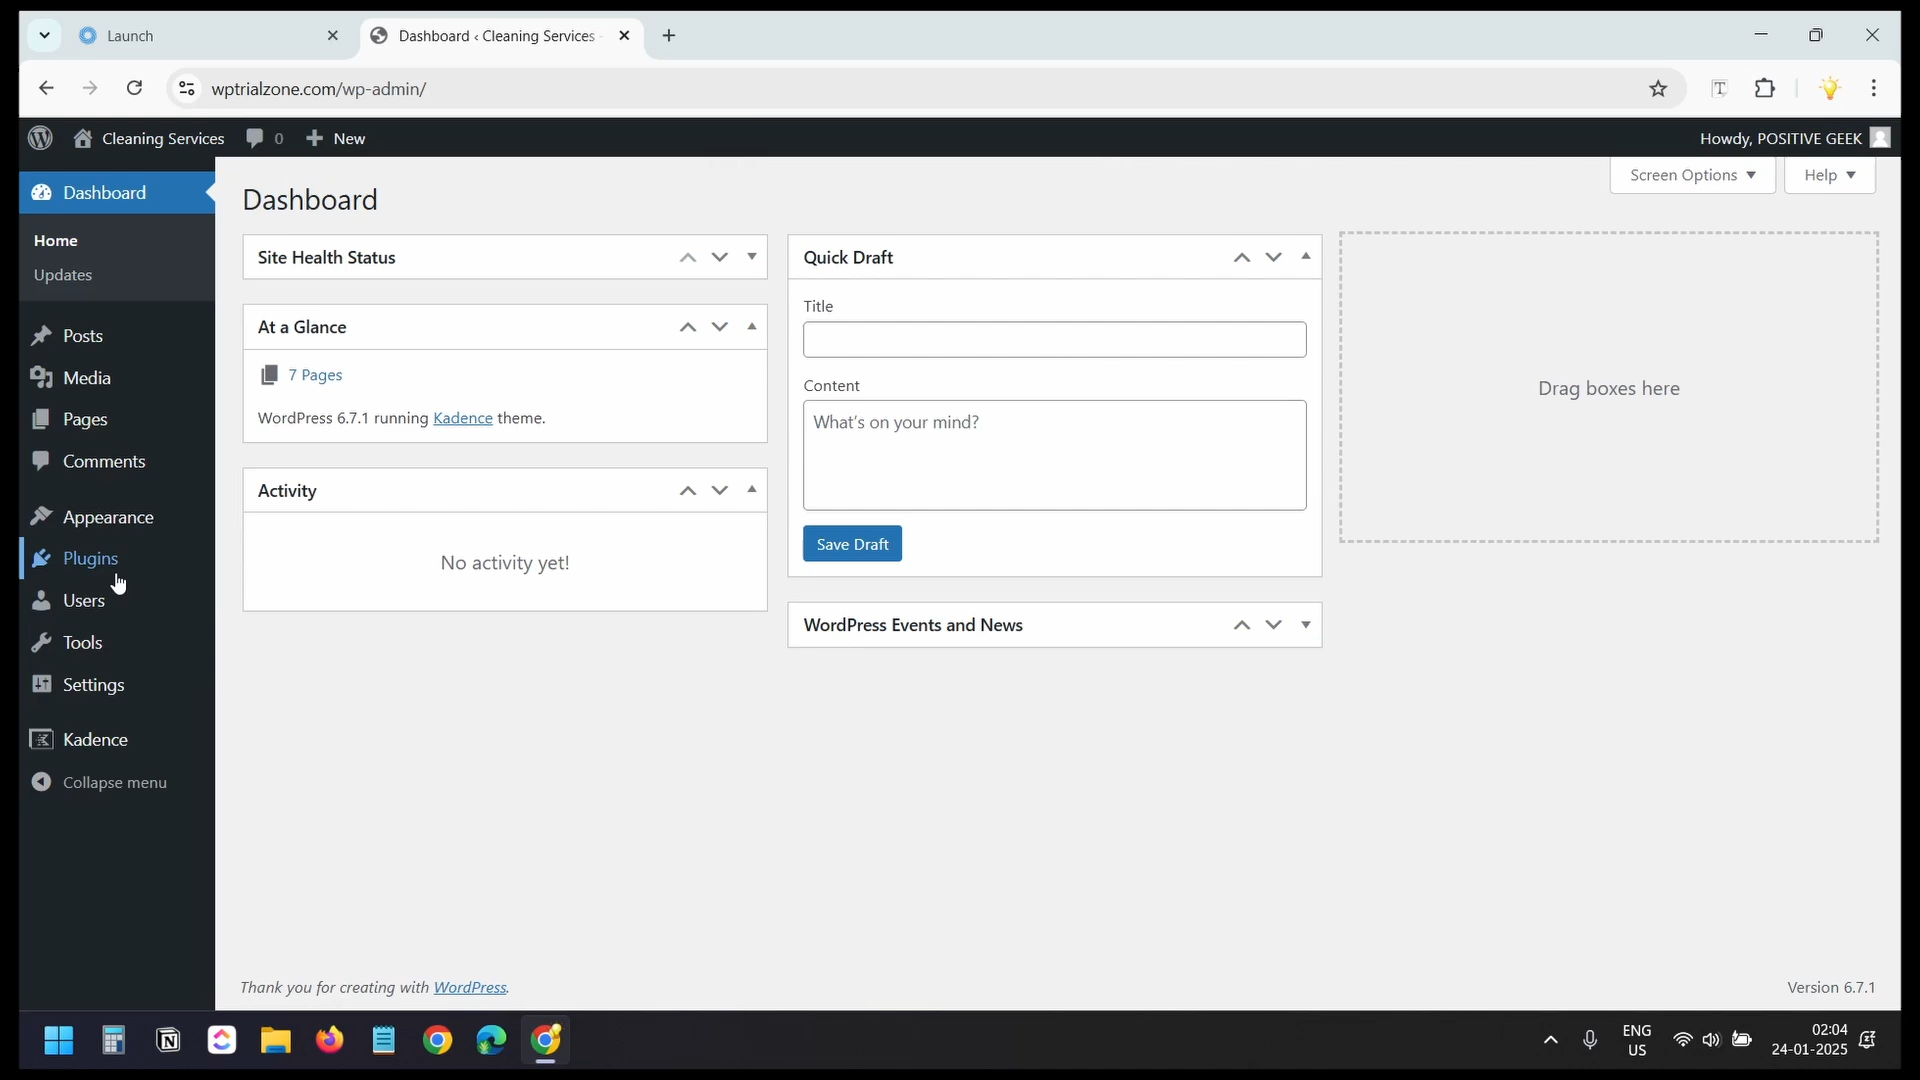 Launch
Dashboard ‹ Cleaning Services -
wptrialzone.com/wp-admin/
Cleaning Services 0 New
Howdy, POSITIVE GEEK
Screen Options Help
Dashboard
Home
Updates
Posts
Media
Pages
Comments
Appearance
Plugins
Users
Tools
Settings
Kadence
Collapse menu
Dashboard
Site Health Status
At a Glance
7 Pages
WordPress 6.7.1 running Kadence theme.
Activity
No activity yet!
Quick Draft
Title
Content
What's on your mind?
Save Draft
WordPress Events and News
Drag boxes here
Thank you for creating with WordPress.
Version 6.7.1
ENG
US
02:04
24-01-2025